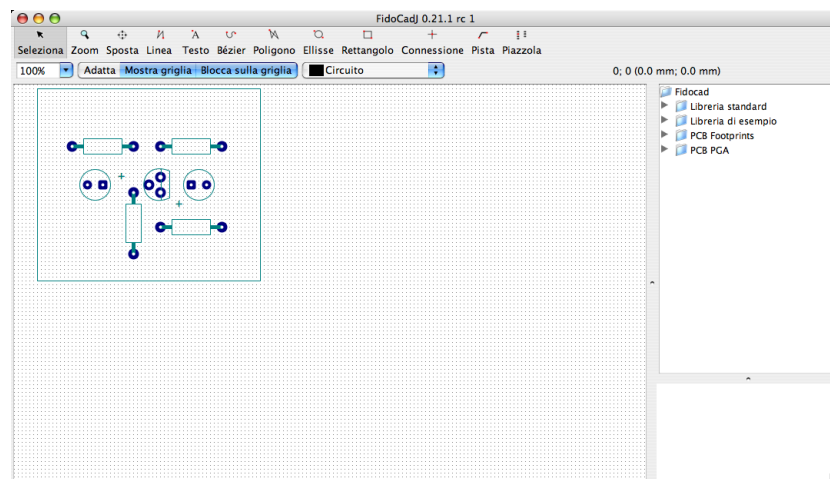 FidoCadJ 0.21.1 rc 1
Seleziona Zoom Sposta Linea Testo Bézier Poligono Ellisse Rettangolo Connessione Pista Piazzola
100% Adatta Mostra griglia Blocca sulla griglia Circuito 0; 0 (0.0 mm; 0.0 mm)
Fidocad
Libreria standard
Libreria di esempio
PCB Footprints
PCB PGA